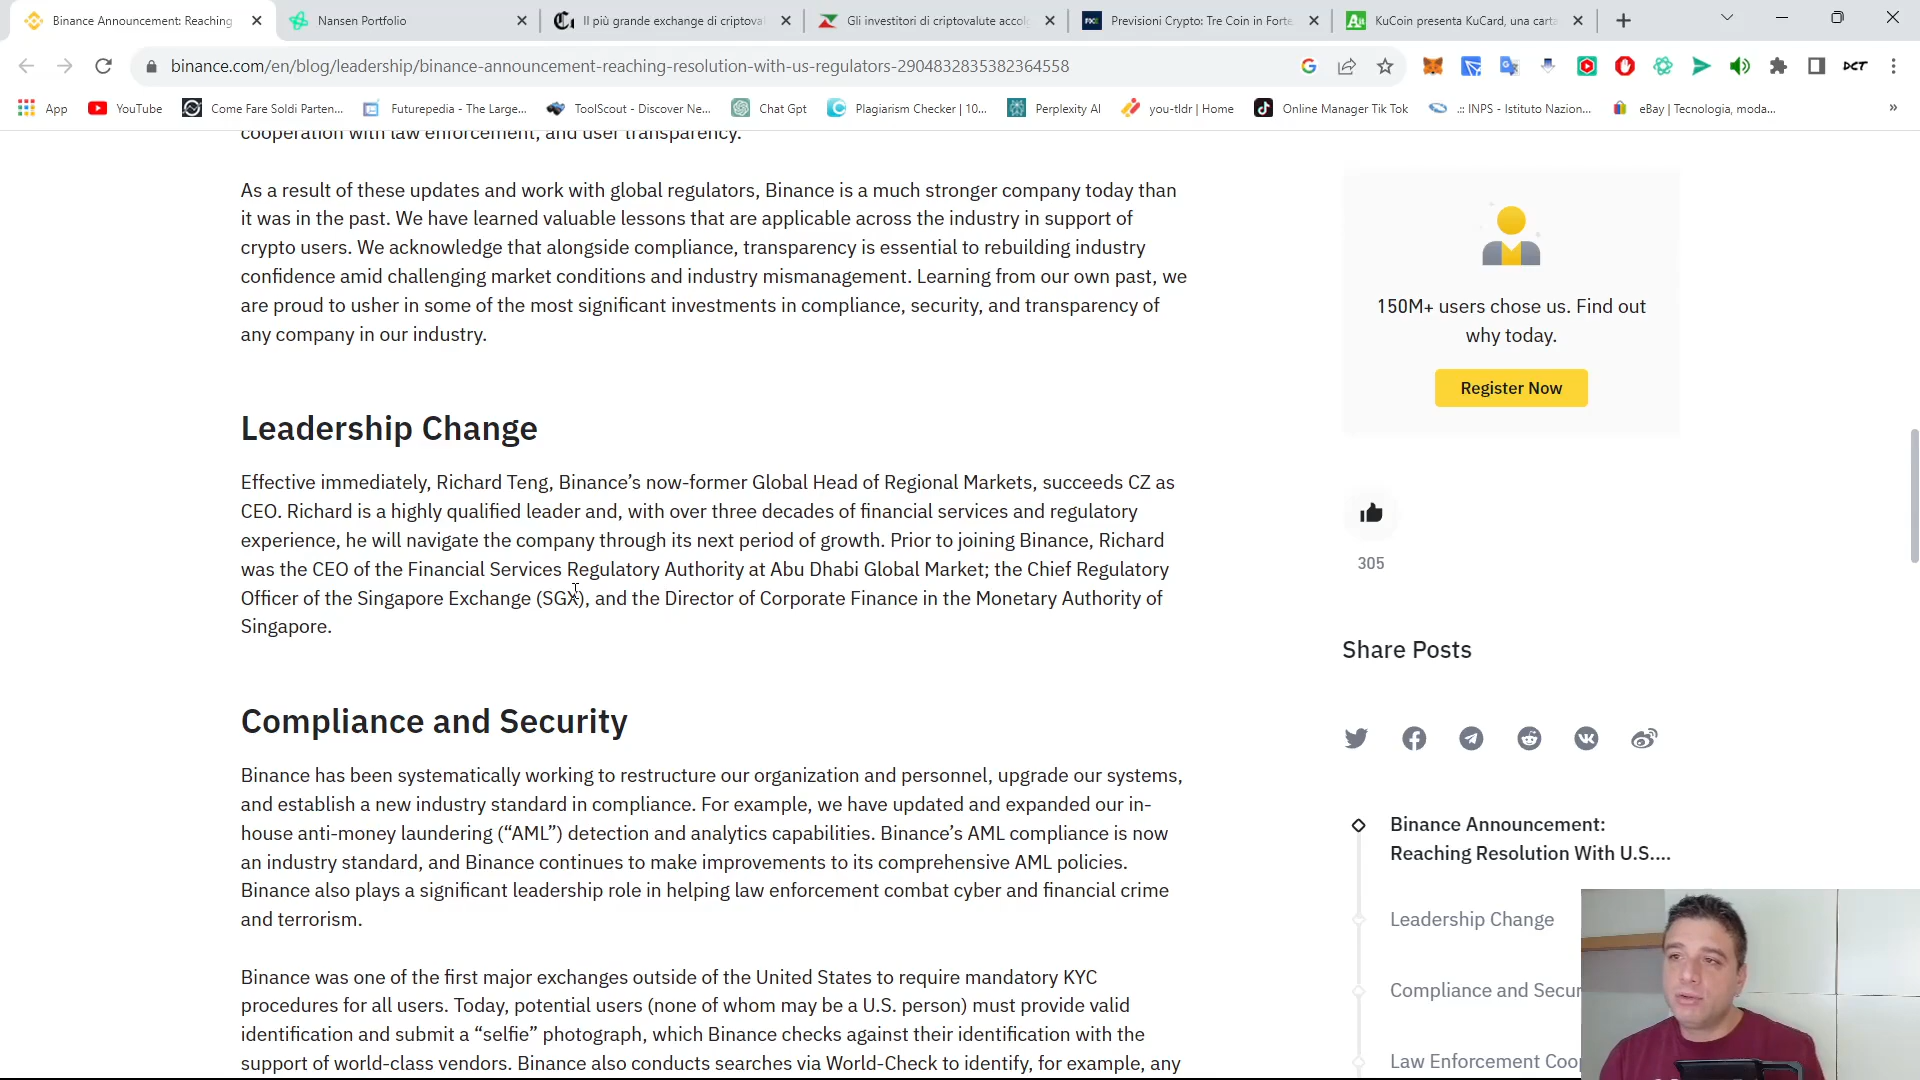 Binance Announcement: Reaching
Nansen Portfolio
Il più grande exchange di criptoval
Gli investitori di criptovalute accol
Previsioni Crypto: Tre Coin in Forte
KuCoin presenta KuCard, una carta
binance.com/en/blog/leadership/binance-announcement-reaching-resolution-with-us-regulators-2904832835382364558
App
YouTube
Come Fare Soldi Parten...
Futurepedia - The Large...
ToolScout - Discover Ne...
Chat Gpt
Plagiarism Checker | 10...
Perplexity AI
you-tldr | Home
Online Manager Tik Tok
.:: INPS - Istituto Nazion...
eBay | Tecnologia, moda...
»
cooperation with law enforcement, and user transparency.
As a result of these updates and work with global regulators, Binance is a much stronger company today than
it was in the past. We have learned valuable lessons that are applicable across the industry in support of
crypto users. We acknowledge that alongside compliance, transparency is essential to rebuilding industry
confidence amid challenging market conditions and industry mismanagement. Learning from our own past, we
are proud to usher in some of the most significant investments in compliance, security, and transparency of
any company in our industry.
Leadership Change
Effective immediately, Richard Teng, Binance’s now-former Global Head of Regional Markets, succeeds CZ as
CEO. Richard is a highly qualified leader and, with over three decades of financial services and regulatory
experience, he will navigate the company through its next period of growth. Prior to joining Binance, Richard
was the CEO of the Financial Services Regulatory Authority at Abu Dhabi Global Market; the Chief Regulatory
Officer of the Singapore Exchange (SGX), and the Director of Corporate Finance in the Monetary Authority of
Singapore.
Compliance and Security
Binance has been systematically working to restructure our organization and personnel, upgrade our systems,
and establish a new industry standard in compliance. For example, we have updated and expanded our in-
house anti-money laundering (“AML”) detection and analytics capabilities. Binance’s AML compliance is now
an industry standard, and Binance continues to make improvements to its comprehensive AML policies.
Binance also plays a significant leadership role in helping law enforcement combat cyber and financial crime
and terrorism.
Binance was one of the first major exchanges outside of the United States to require mandatory KYC
procedures for all users. Today, potential users (none of whom may be a U.S. person) must provide valid
identification and submit a “selfie” photograph, which Binance checks against their identification with the
support of world-class vendors. Binance also conducts searches via World-Check to identify, for example, any
150M+ users chose us. Find out
why today.
Register Now
305
Share Posts
Binance Announcement:
Reaching Resolution With U.S....
Leadership Change
Compliance and Secur
Law Enforcement Coo